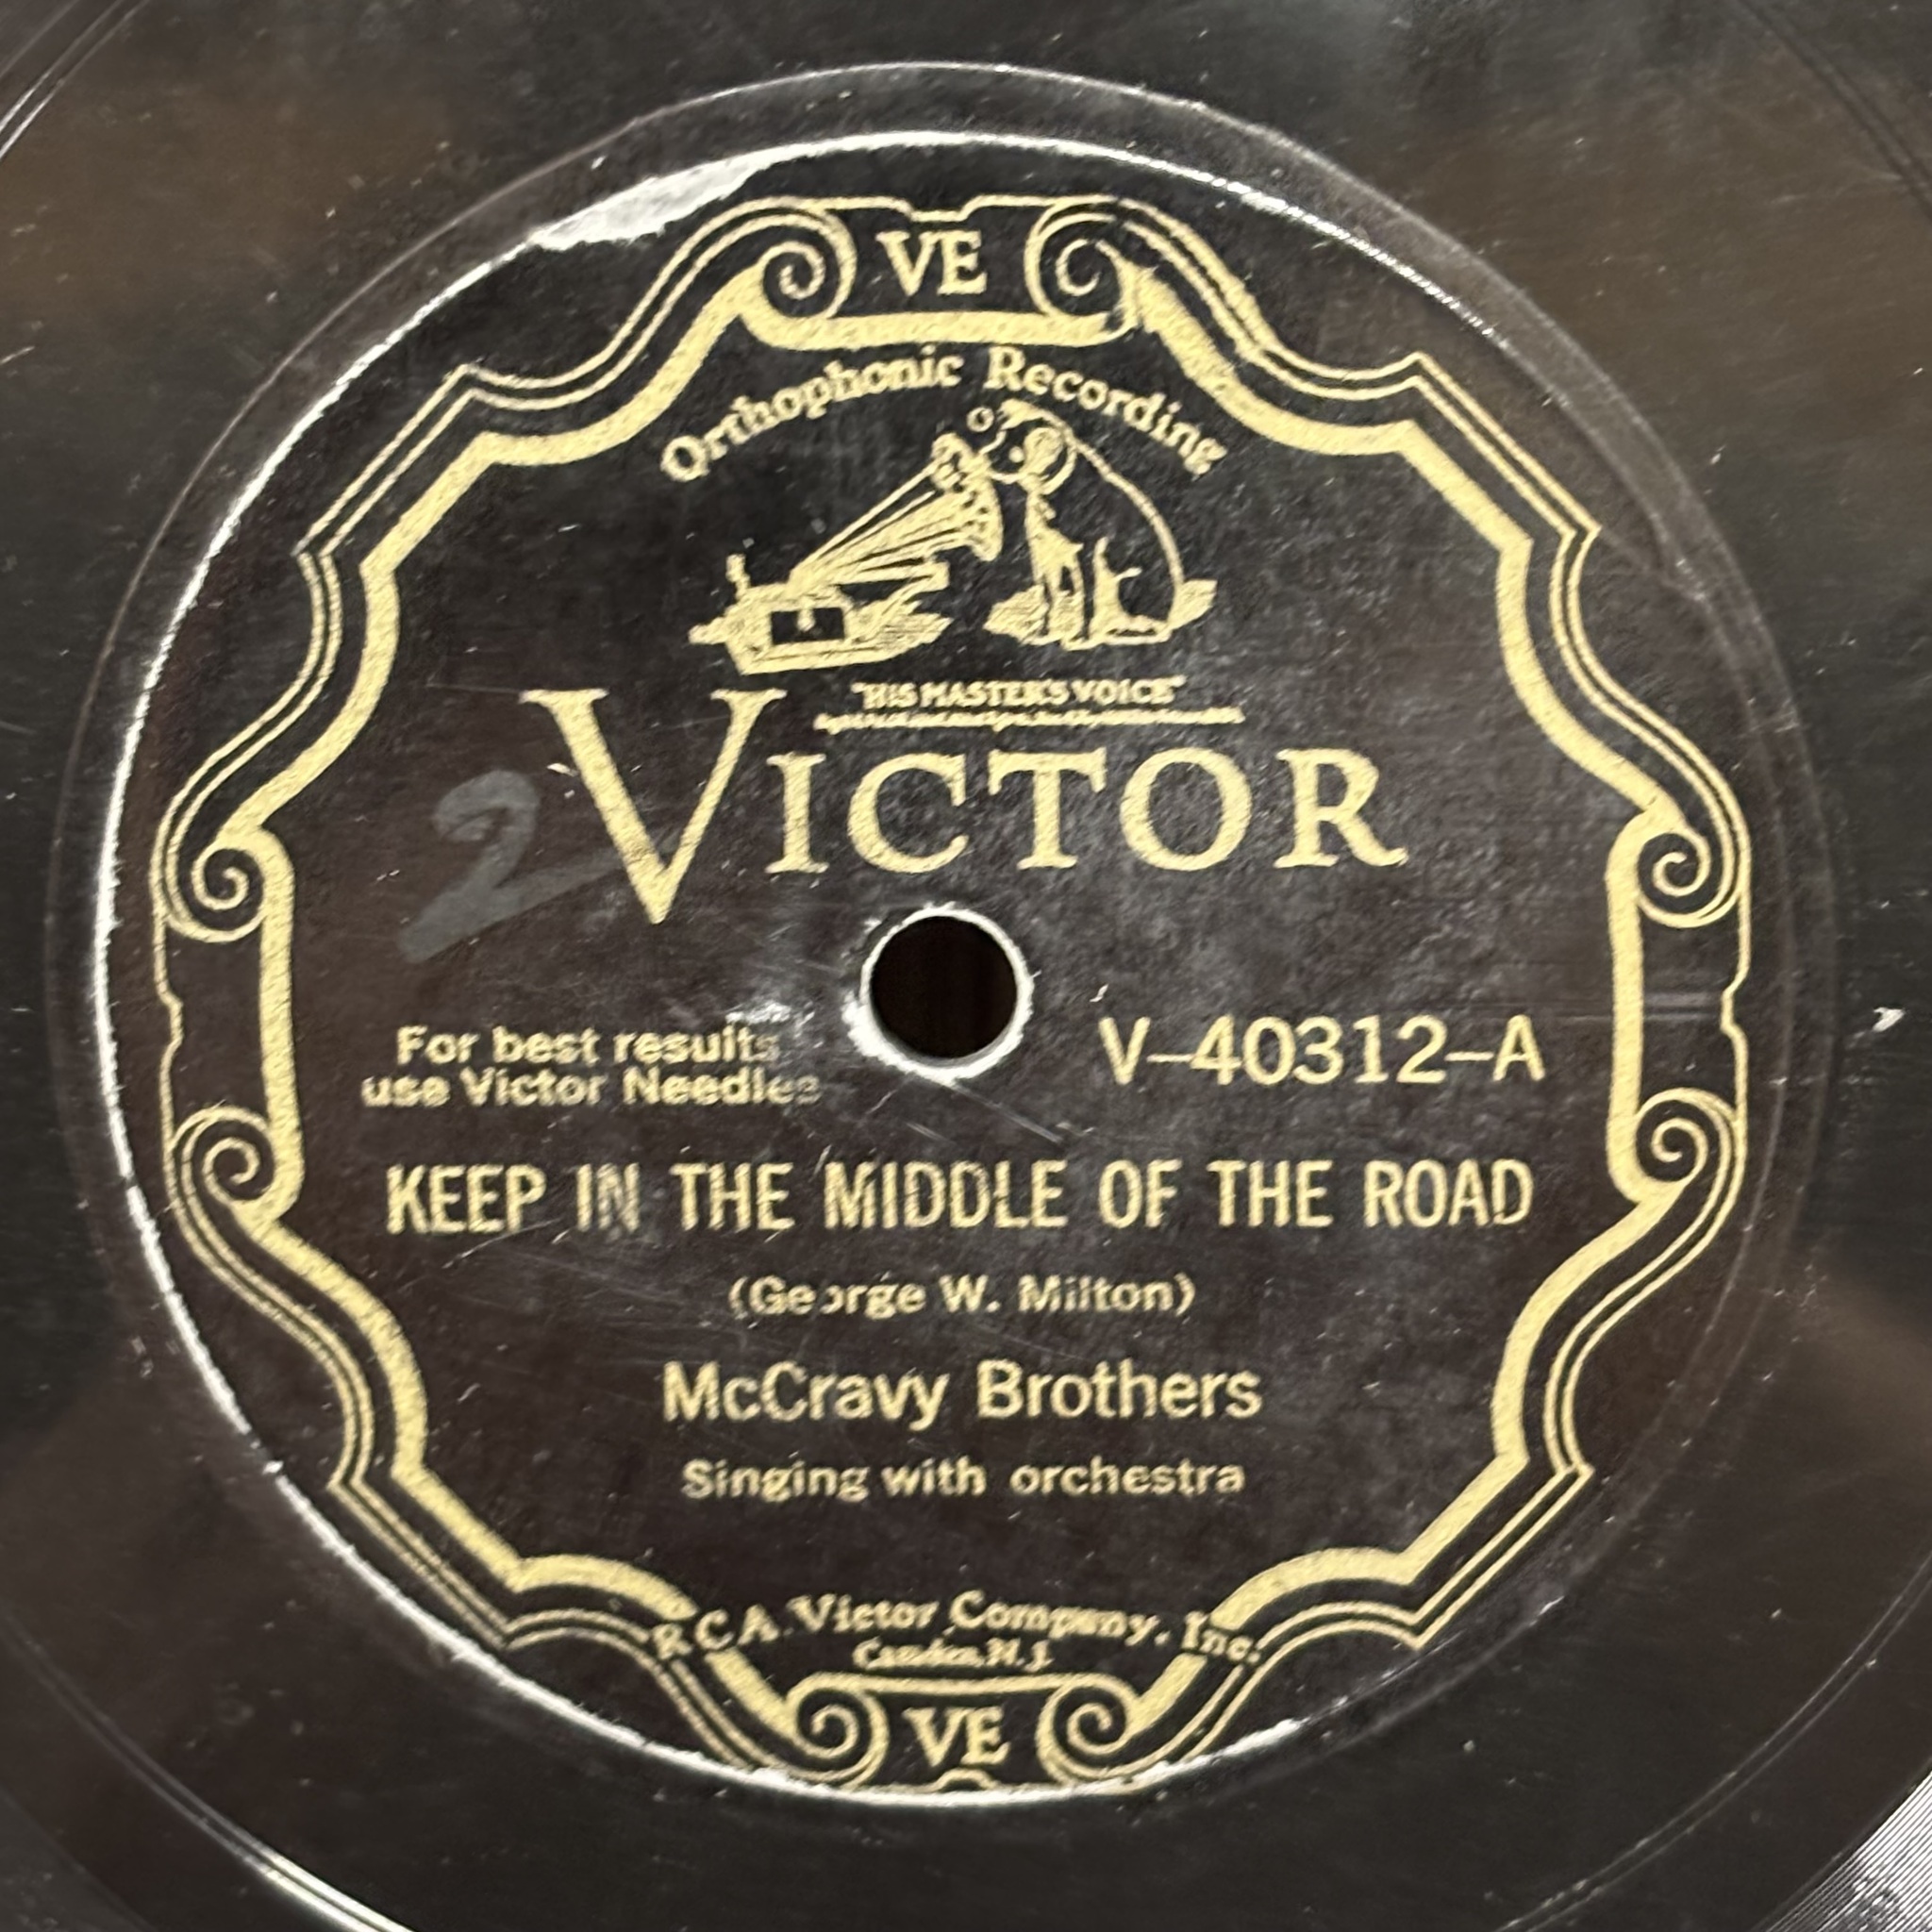 VE
Orthophonic Recording
"HIS MASTER'S VOICE"
VICTOR
2
For best results
use Victor Needles
V-40312-A
KEEP IN THE MIDDLE OF THE ROAD
(George W. Milton)
McCravy Brothers
Singing with orchestra
RCA Victor Company, Inc.
Camden, N.J.
VE